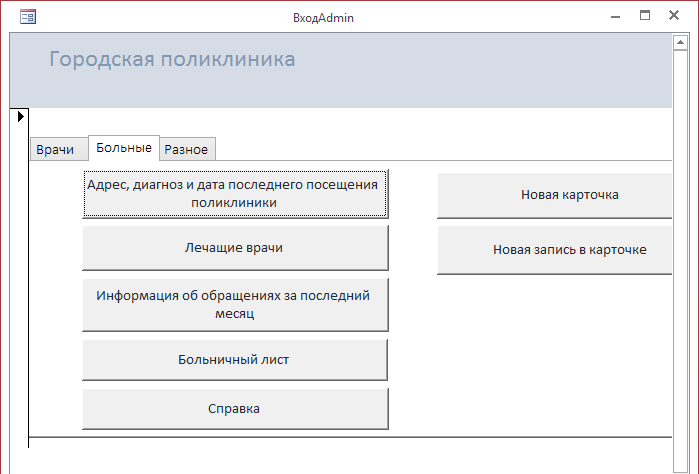 ВходAdmin
Городская поликлиника
Врачи
Больные
Разное
Адрес, диагноз и дата последнего посещения
поликлиники
Новая карточка
Лечащие врачи
Новая запись в карточке
Информация об обращениях за последний
месяц
Больничный лист
Справка